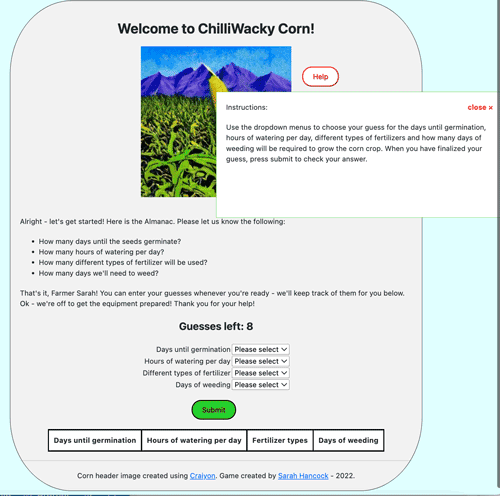 Welcome to ChilliWacky Corn!
Help
Instructions:
close ×
Use the dropdown menus to choose your guess for the days until germination,
hours of watering per day, different types of fertilizers and how many days of
weeding will be required to grow the corn crop. When you have finalized your
guess, press submit to check your answer.
Alright - let's get started! Here is the Almanac. Please let us know the following:
• How many days until the seeds germinate?
• How many hours of watering per day?
• How many different types of fertilizer will be used?
• How many days we'll need to weed?
That's it, Farmer Sarah! You can enter your guesses whenever you're ready - we'll keep track of them for you below.
Ok - we're off to get the equipment prepared! Thank you for your help!
Guesses left: 8
Days until germination Please select
Hours of watering per day Please select
Different types of fertilizer Please select
Days of weeding Please select
Submit
Days until germination Hours of watering per day Fertilizer types Days of weeding
Corn header image created using Craiyon. Game created by Sarah Hancock - 2022.